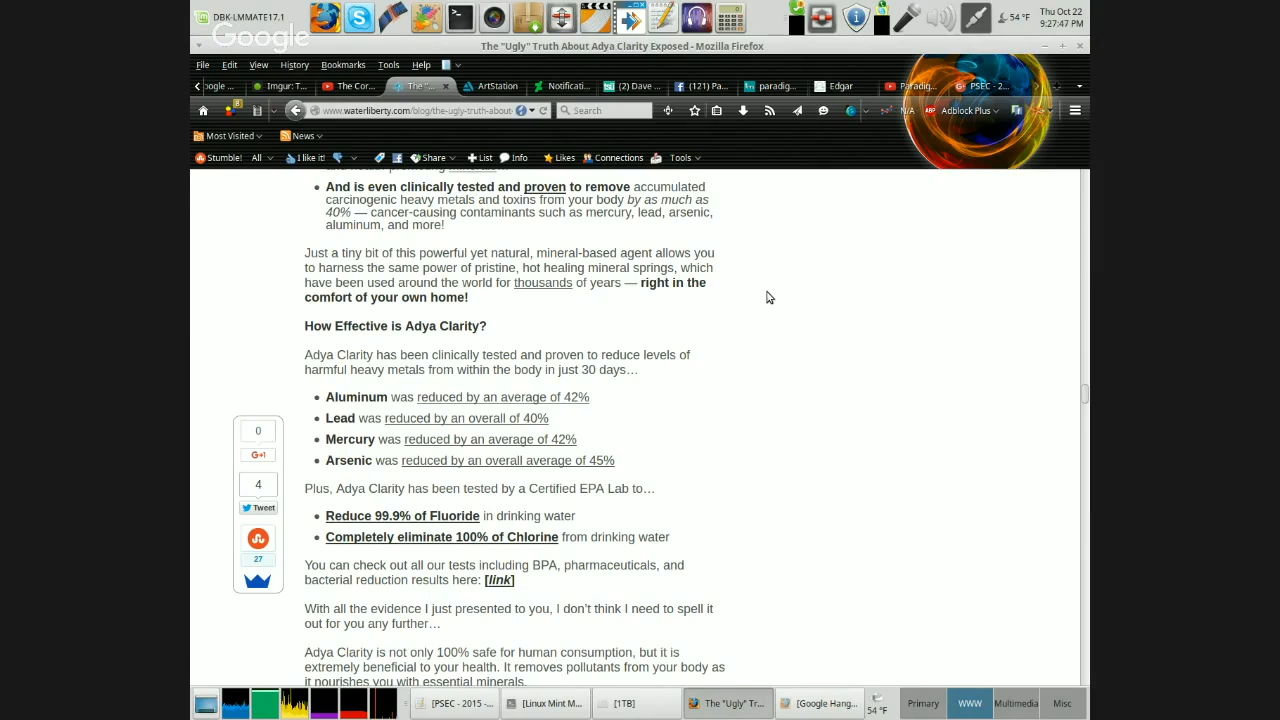 DBK-LMMATE17.1
Google
54 °F
Thu Oct 22
9:27:47 PM
The "Ugly" Truth About Adya Clarity Exposed - Mozilla Firefox
File Edit View History Bookmarks Tools Help
ogle ... Imgur: T... The Cor... The "... ArtStation Notificati... (2) Dave ... (121) Pa... paradig... Edgar Paradig... PSEC - 2...
8 www.waterliberty.com/blog/the-ugly-truth-about- Search N/A ABP Adblock Plus
Most Visited News
Stumble! All I like it! Share List Info Likes Connections Tools
And is even clinically tested and proven to remove accumulated
carcinogenic heavy metals and toxins from your body by as much as
40% — cancer-causing contaminants such as mercury, lead, arsenic,
aluminum, and more!
Just a tiny bit of this powerful yet natural, mineral-based agent allows you
to harness the same power of pristine, hot healing mineral springs, which
have been used around the world for thousands of years — right in the
comfort of your own home!
How Effective is Adya Clarity?
Adya Clarity has been clinically tested and proven to reduce levels of
harmful heavy metals from within the body in just 30 days…
Aluminum was reduced by an average of 42%
Lead was reduced by an overall of 40%
Mercury was reduced by an average of 42%
Arsenic was reduced by an overall average of 45%
Plus, Adya Clarity has been tested by a Certified EPA Lab to…
Reduce 99.9% of Fluoride in drinking water
Completely eliminate 100% of Chlorine from drinking water
You can check out all our tests including BPA, pharmaceuticals, and
bacterial reduction results here: [link]
With all the evidence I just presented to you, I don't think I need to spell it
out for you any further…
Adya Clarity is not only 100% safe for human consumption, but it is
extremely beneficial to your health. It removes pollutants from your body as
it nourishes you with essential minerals.
0
G+1
4
Tweet
27
[PSEC - 2015 -... [Linux Mint M... [1TB] The "Ugly" Tr... [Google Hang... 54 °F Primary WWW Multimedia Misc